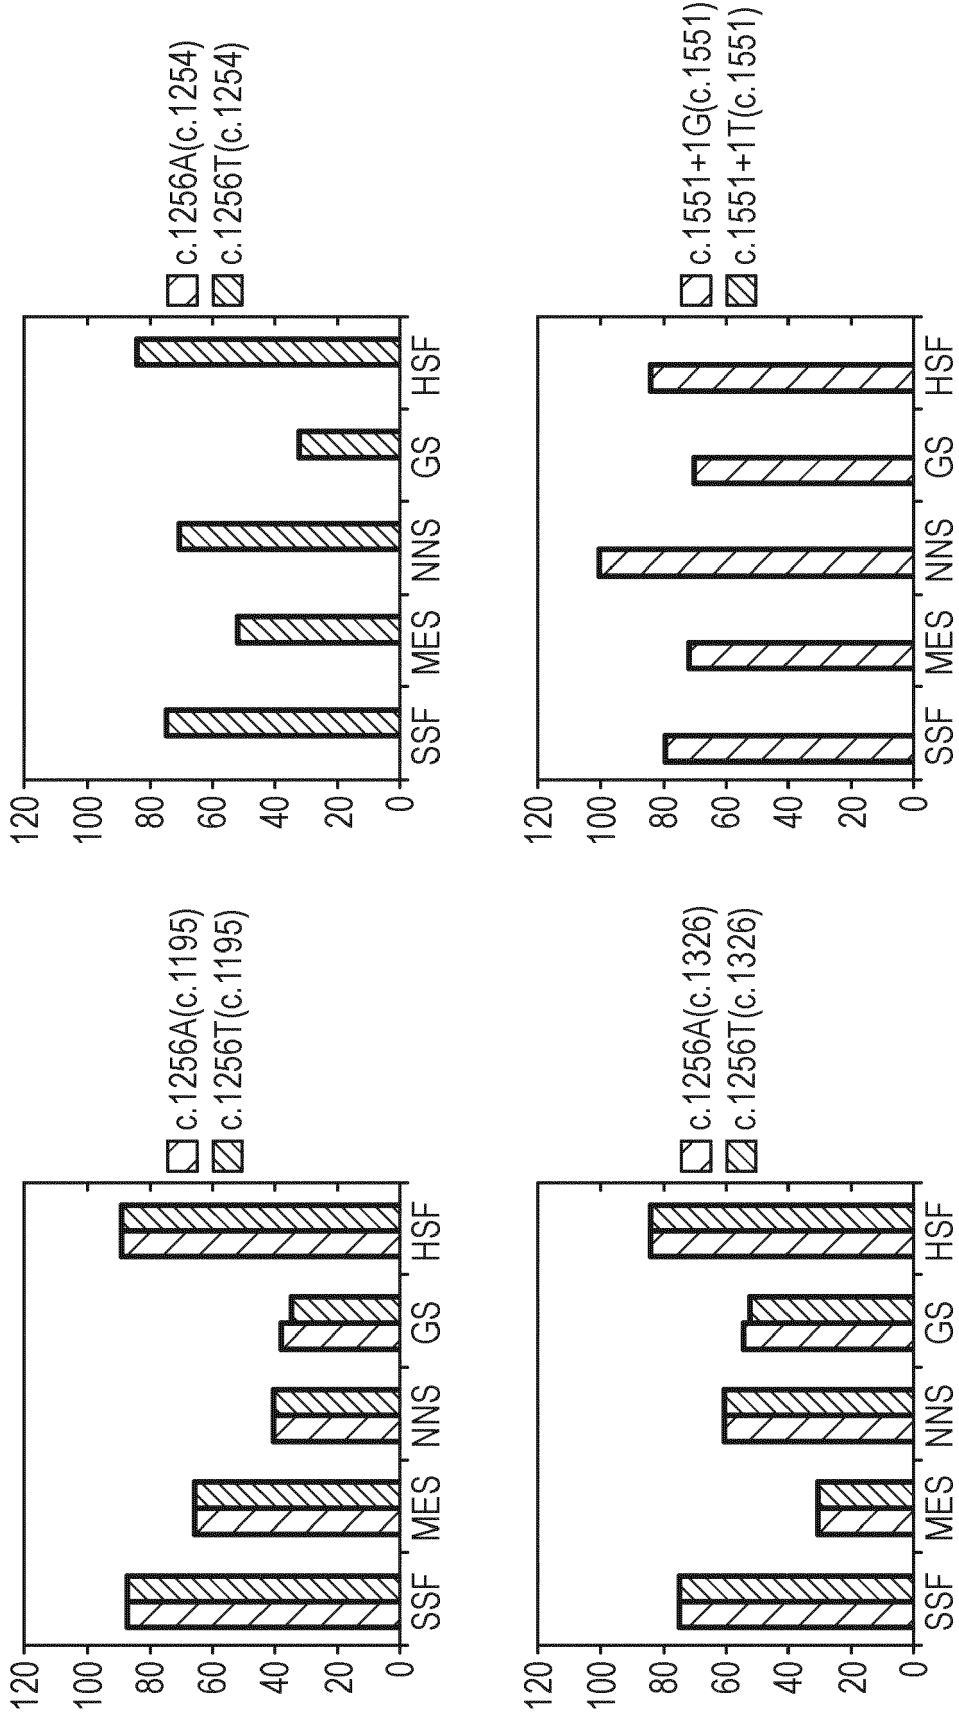 120
100
80
60
40
20
0
SSF MES NNS GS HSF
c.1256A(c.1195)
c.1256T(c.1195)
120
100
80
60
40
20
0
SSF MES NNS GS HSF
c.1256A(c.1254)
c.1256T(c.1254)
120
100
80
60
40
20
0
SSF MES NNS GS HSF
c.1256A(c.1326)
c.1256T(c.1326)
120
100
80
60
40
20
0
SSF MES NNS GS HSF
c.1551+1G(c.1551)
c.1551+1T(c.1551)